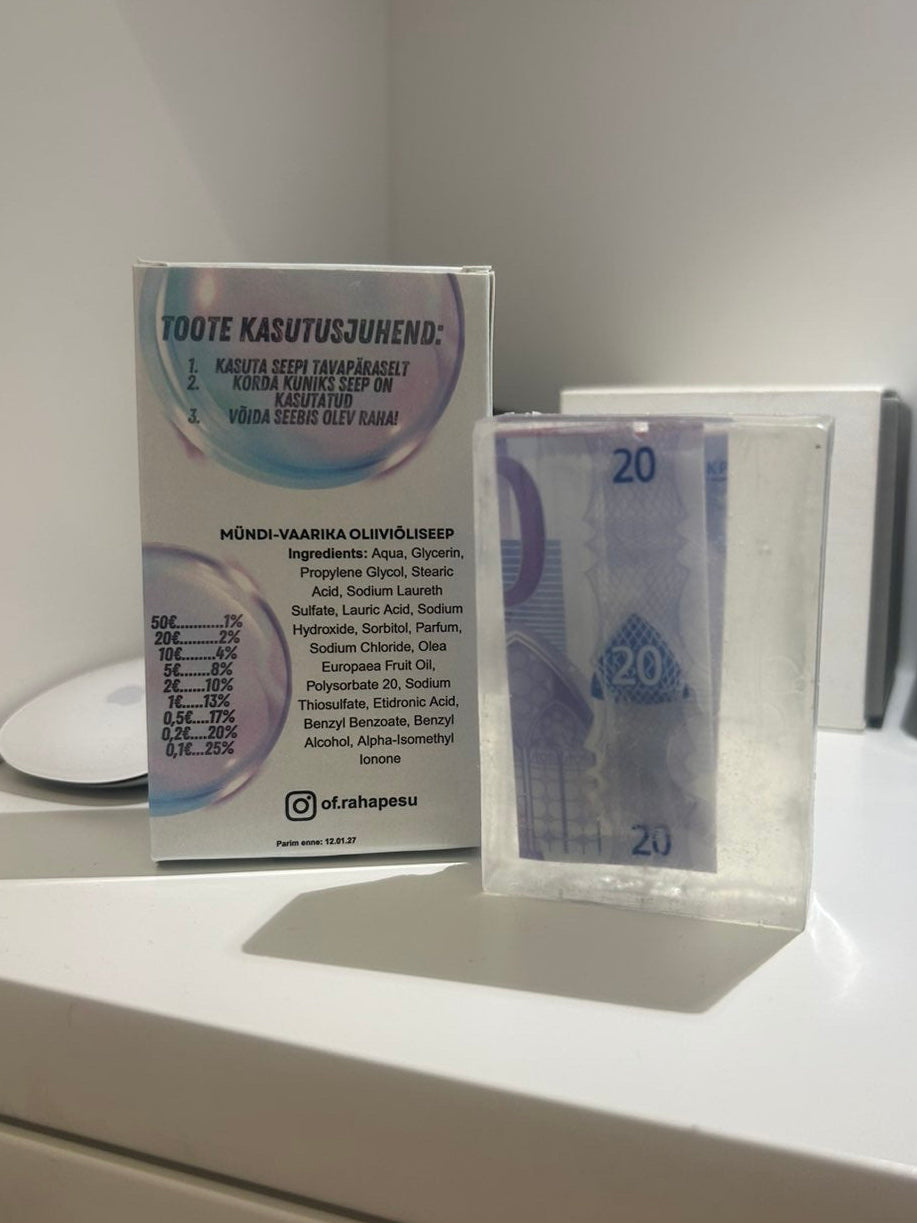 TOOTE KASUTUSJUHEND:
1. KASUTA SEEPI TAVAPÄRASELT
2. KORDA KUNIKS SEEP ON
KASUTATUD
3. VÕIDA SEEBIS OLEV RAHA!
MÜNDI-VAARIKA OLIIVIÕLISEEP
Ingredients: Aqua, Glycerin,
Propylene Glycol, Stearic
Acid, Sodium Laureth
Sulfate, Lauric Acid, Sodium
Hydroxide, Sorbitol, Parfum,
Sodium Chloride, Olea
Europaea Fruit Oil,
Polysorbate 20, Sodium
Thiosulfate, Etidronic Acid,
Benzyl Benzoate, Benzyl
Alcohol, Alpha-Isomethyl
Ionone
50€...........1%
20€.........2%
10€........4%
5€.......8%
2€......10%
1€.....13%
0,5€....17%
0,2€....20%
0,1€...25%
of.rahapesu
Parim enne: 12.01.27
20
20
20